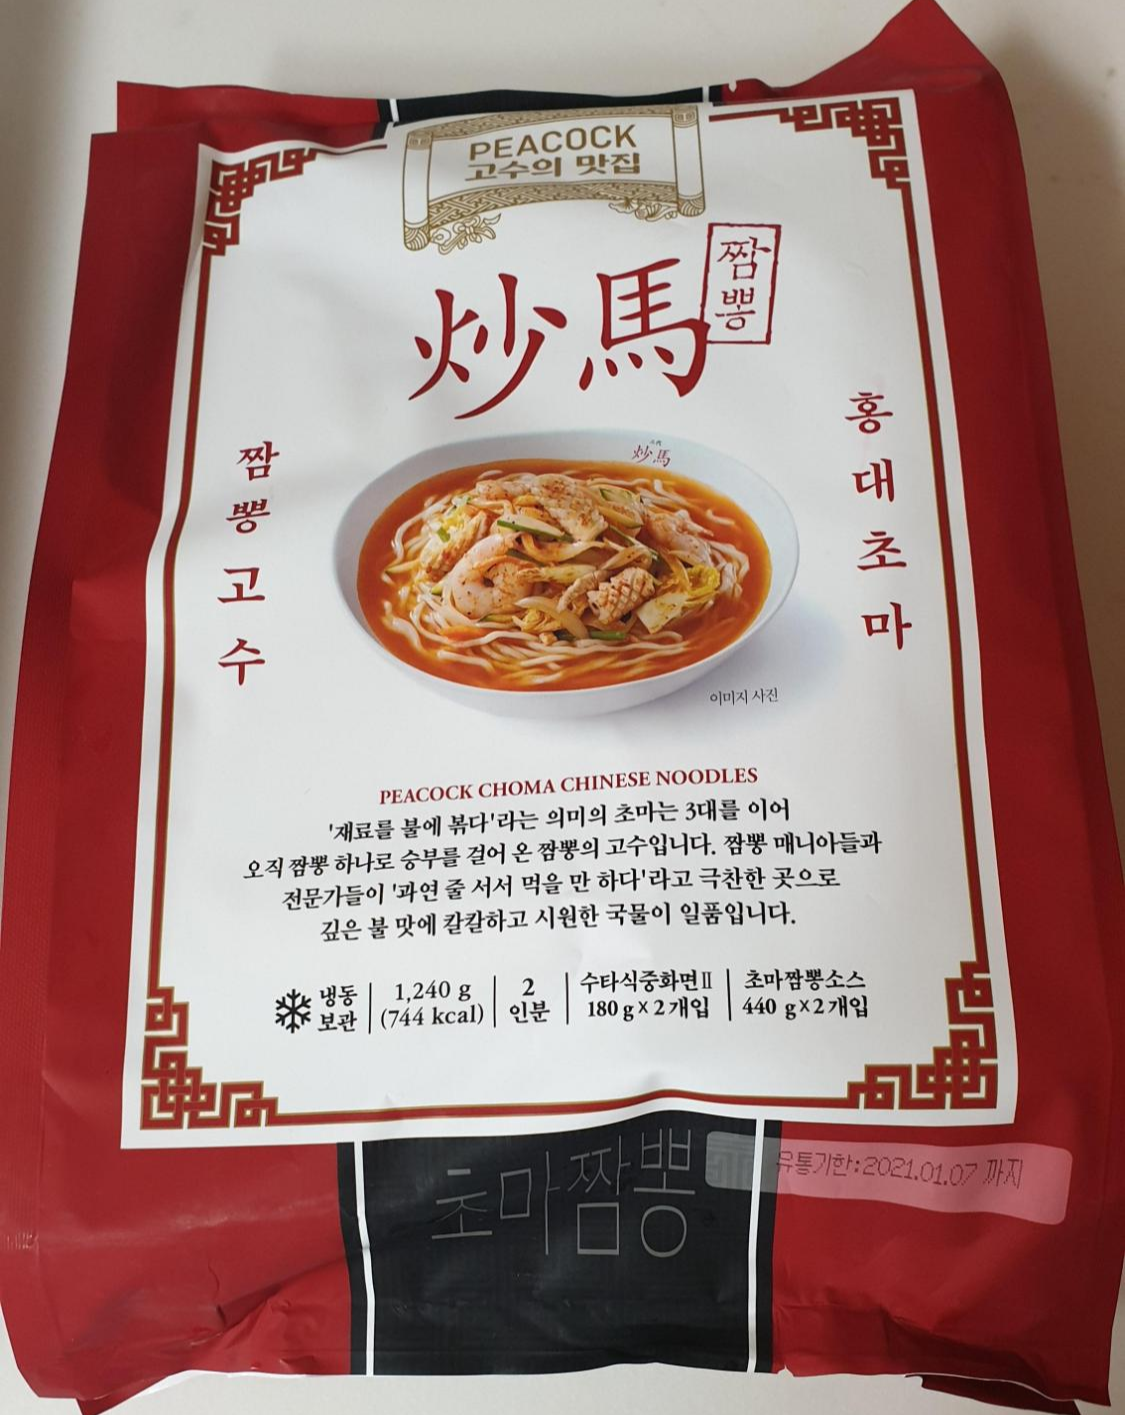 PEACOCK
고수의 맛집
炒馬
짬뽕
짬뽕고수
홍대초마
炒馬
이미지 사진
PEACOCK CHOMA CHINESE NOODLES
'재료를 불에 볶다'라는 의미의 초마는 3대를 이어
오직 짬뽕 하나로 승부를 걸어 온 짬뽕의 고수입니다. 짬뽕 매니아들과
전문가들이 '과연 줄 서서 먹을 만 하다'라고 극찬한 곳으로
깊은 불 맛에 칼칼하고 시원한 국물이 일품입니다.
냉동
보관
1,240 g
(744 kcal)
2
인분
수타식중화면Ⅱ
180 g x 2 개입
초마짬뽕소스
440 g x 2 개입
초마짬뽕
유통기한:2021.01.07 까지